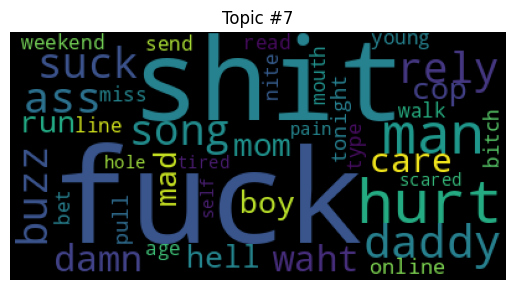 Topic #7
weekend send read young
suck shit rely
ass miss nite mouth cop
run line song mom pain tonight walk man bitch
hole tired type care
buzz mad fuck scared
bet pull self boy hurt
damn age hell waht daddy
online